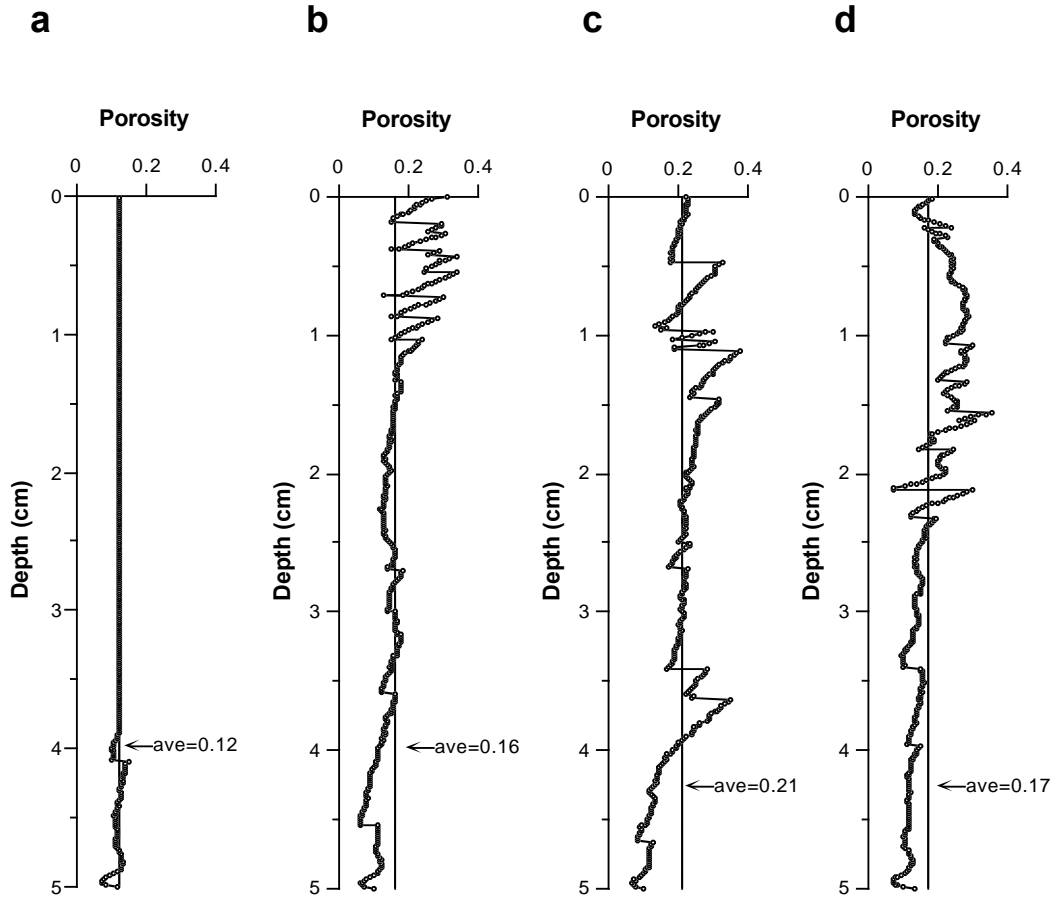 a b c d
Porosity Porosity Porosity Porosity
0 0.2 0.4 0 0.2 0.4 0 0.2 0.4 0 0.2 0.4
0 0 0 0
1 1 1 1
2 2 2 2
Depth (cm) Depth (cm) Depth (cm) Depth (cm)
3 3 3 3
4 4 4 4
ave=0.12 ave=0.16
ave=0.21 ave=0.17
5 5 5 5